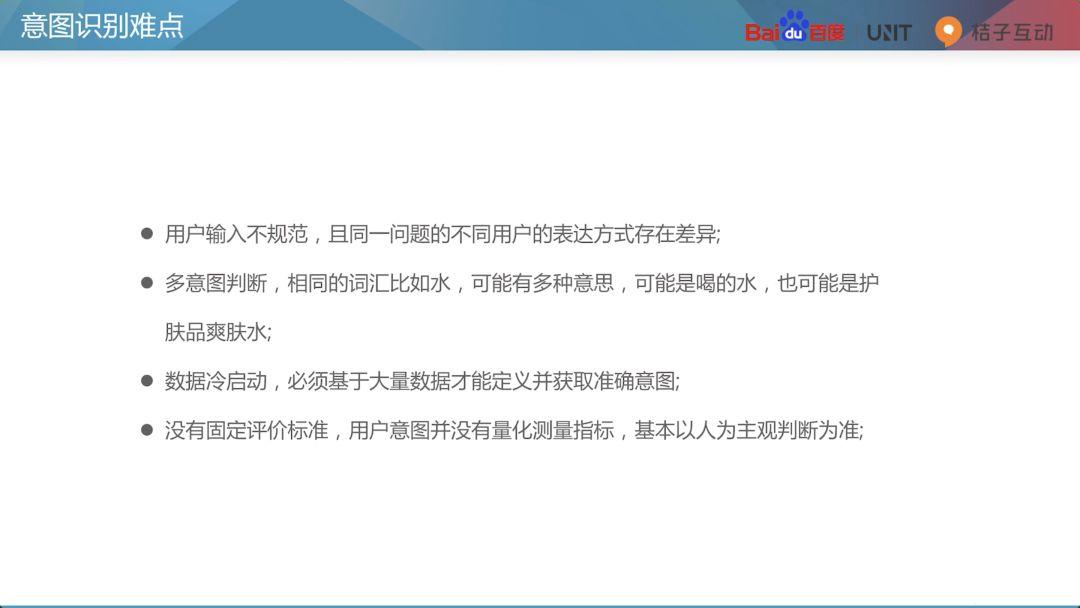 意图识别难点
Baidu百度 UNIT 桔子互动
用户输入不规范，且同一问题的不同用户的表达方式存在差异;
多意图判断，相同的词汇比如水，可能有多种意思，可能是喝的水，也可能是护
肤品爽肤水;
数据冷启动，必须基于大量数据才能定义并获取准确意图;
没有固定评价标准，用户意图并没有量化测量指标，基本以人为主观判断为准;